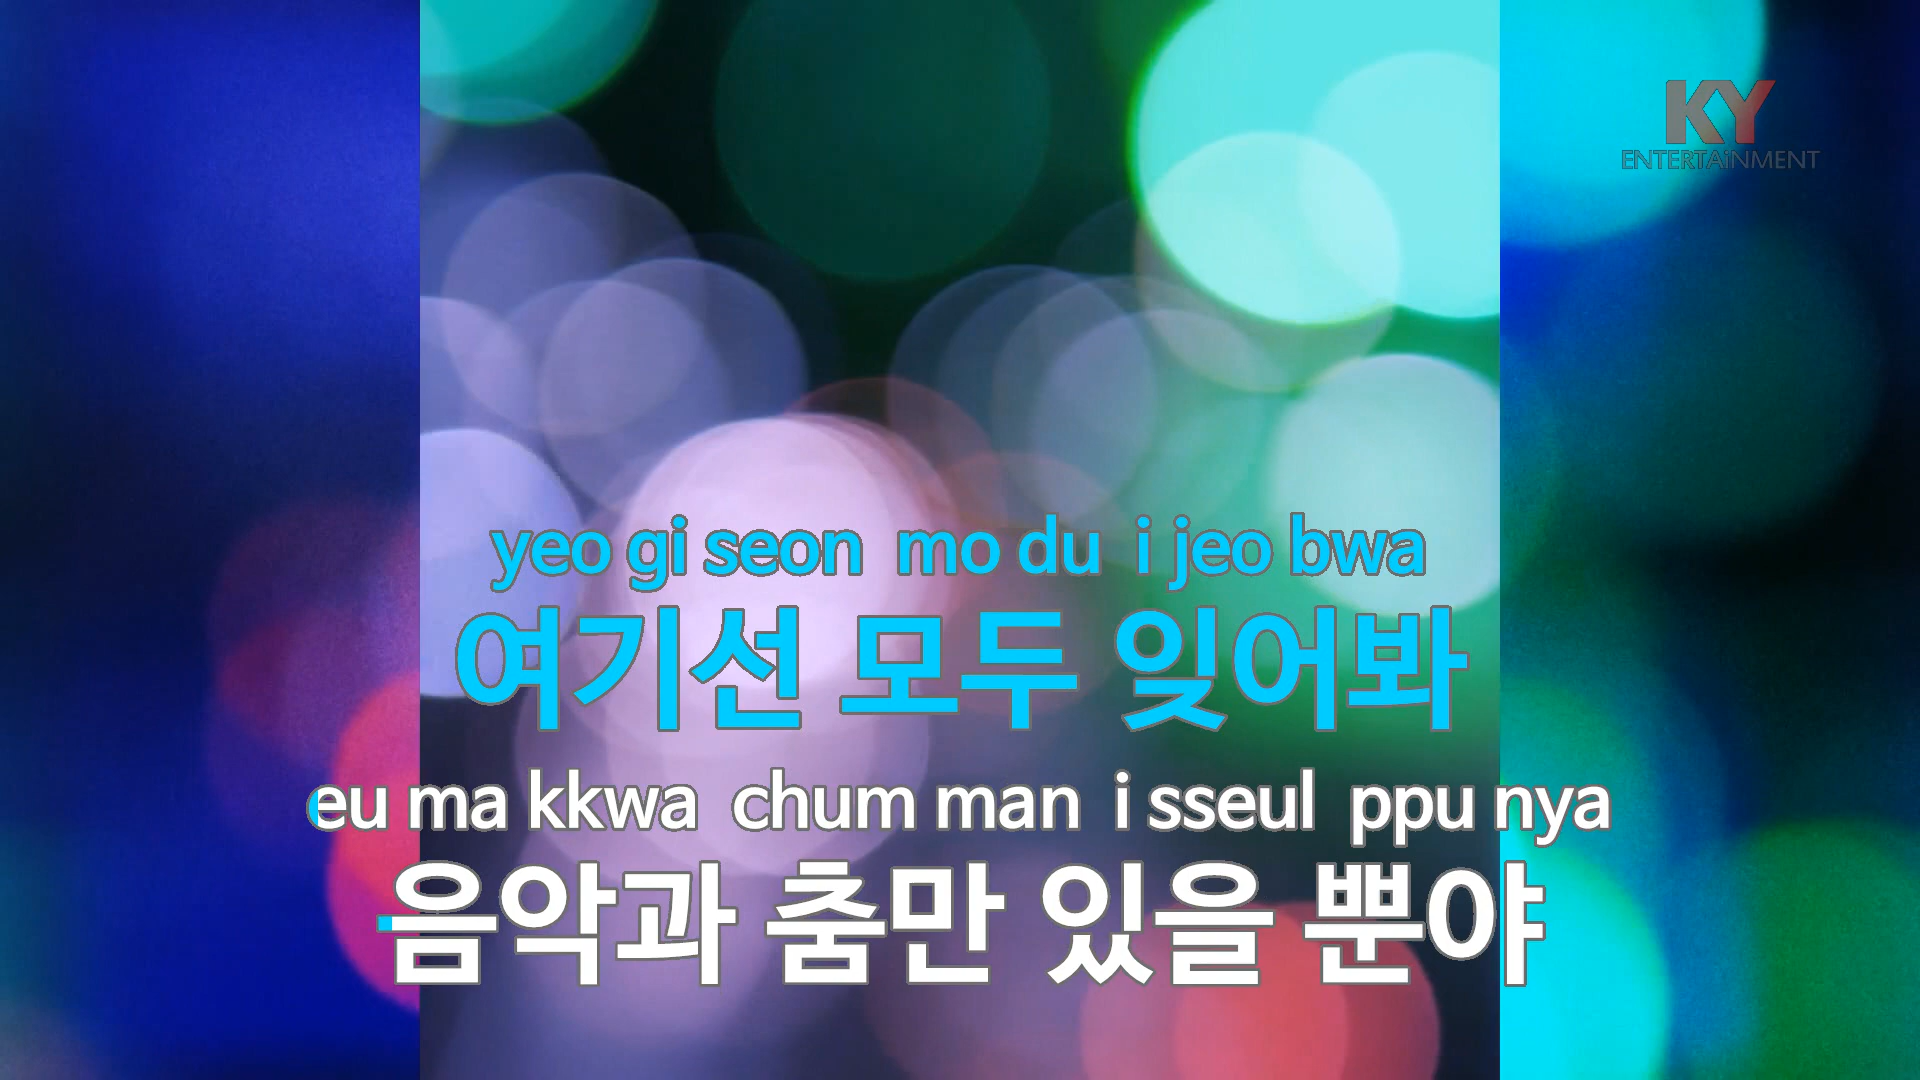 KY
ENTERTAiNMENT
yeo gi seon mo du i jeo bwa
여기선 모두 잊어봐
eu ma kkwa chum man i sseul ppu nya
음악과 춤만 있을 뿐야